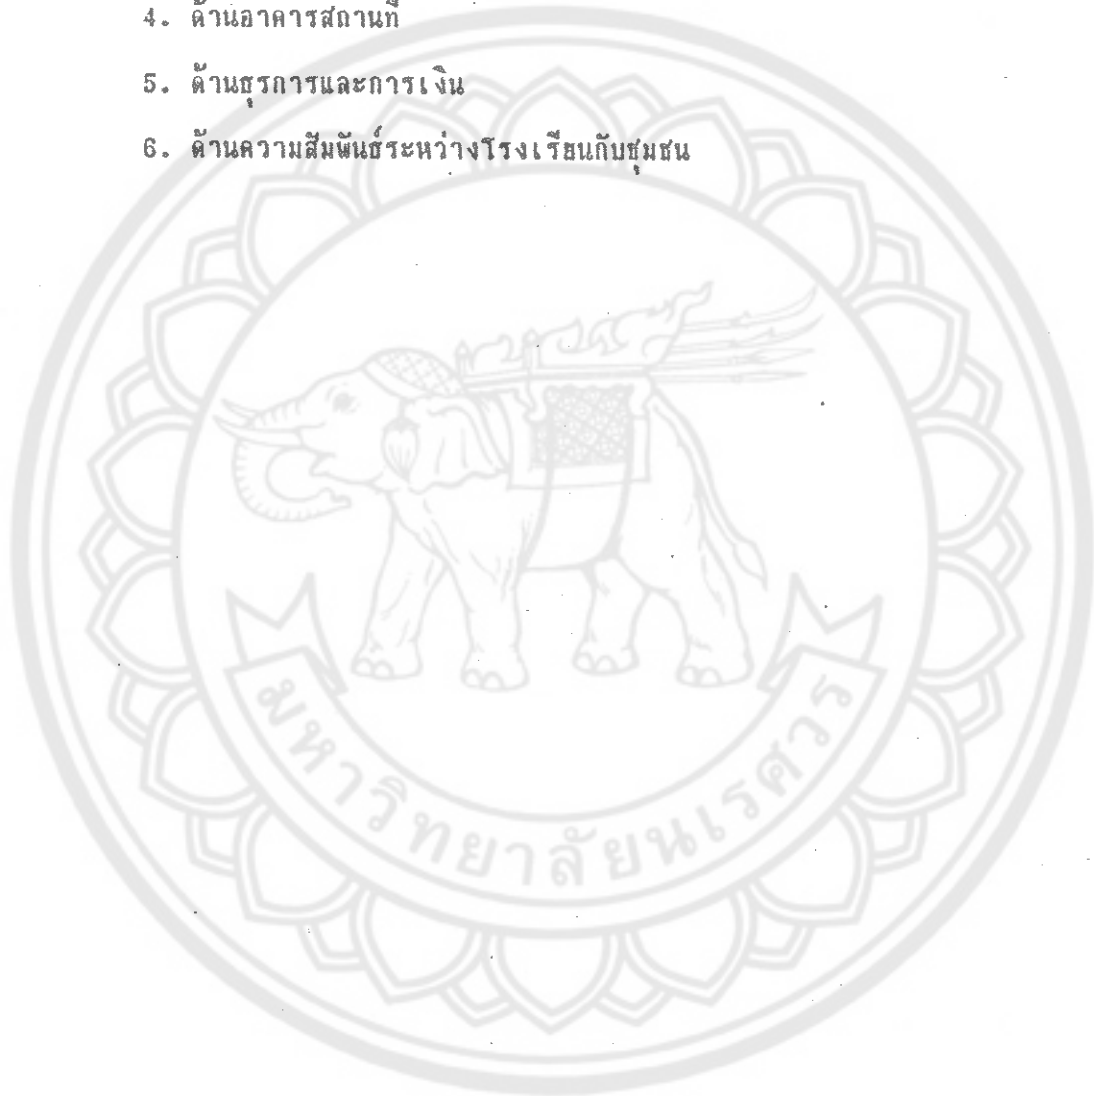 4. ด้านอาคารสถานที่
5. ด้านธุรการและการเงิน
6. ด้านความสัมพันธ์ระหว่างโรงเรียนกับชุมชน
มหาวิทยาลัยนเรศวร